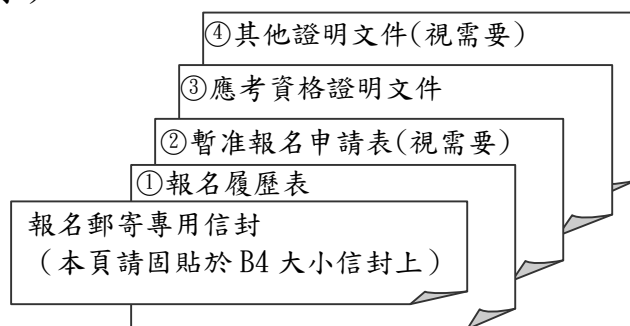 ④其他證明文件(視需要)
③應考資格證明文件
②暫准報名申請表(視需要)
①報名履歷表
報名郵寄專用信封
（本頁請固貼於 B4 大小信封上）